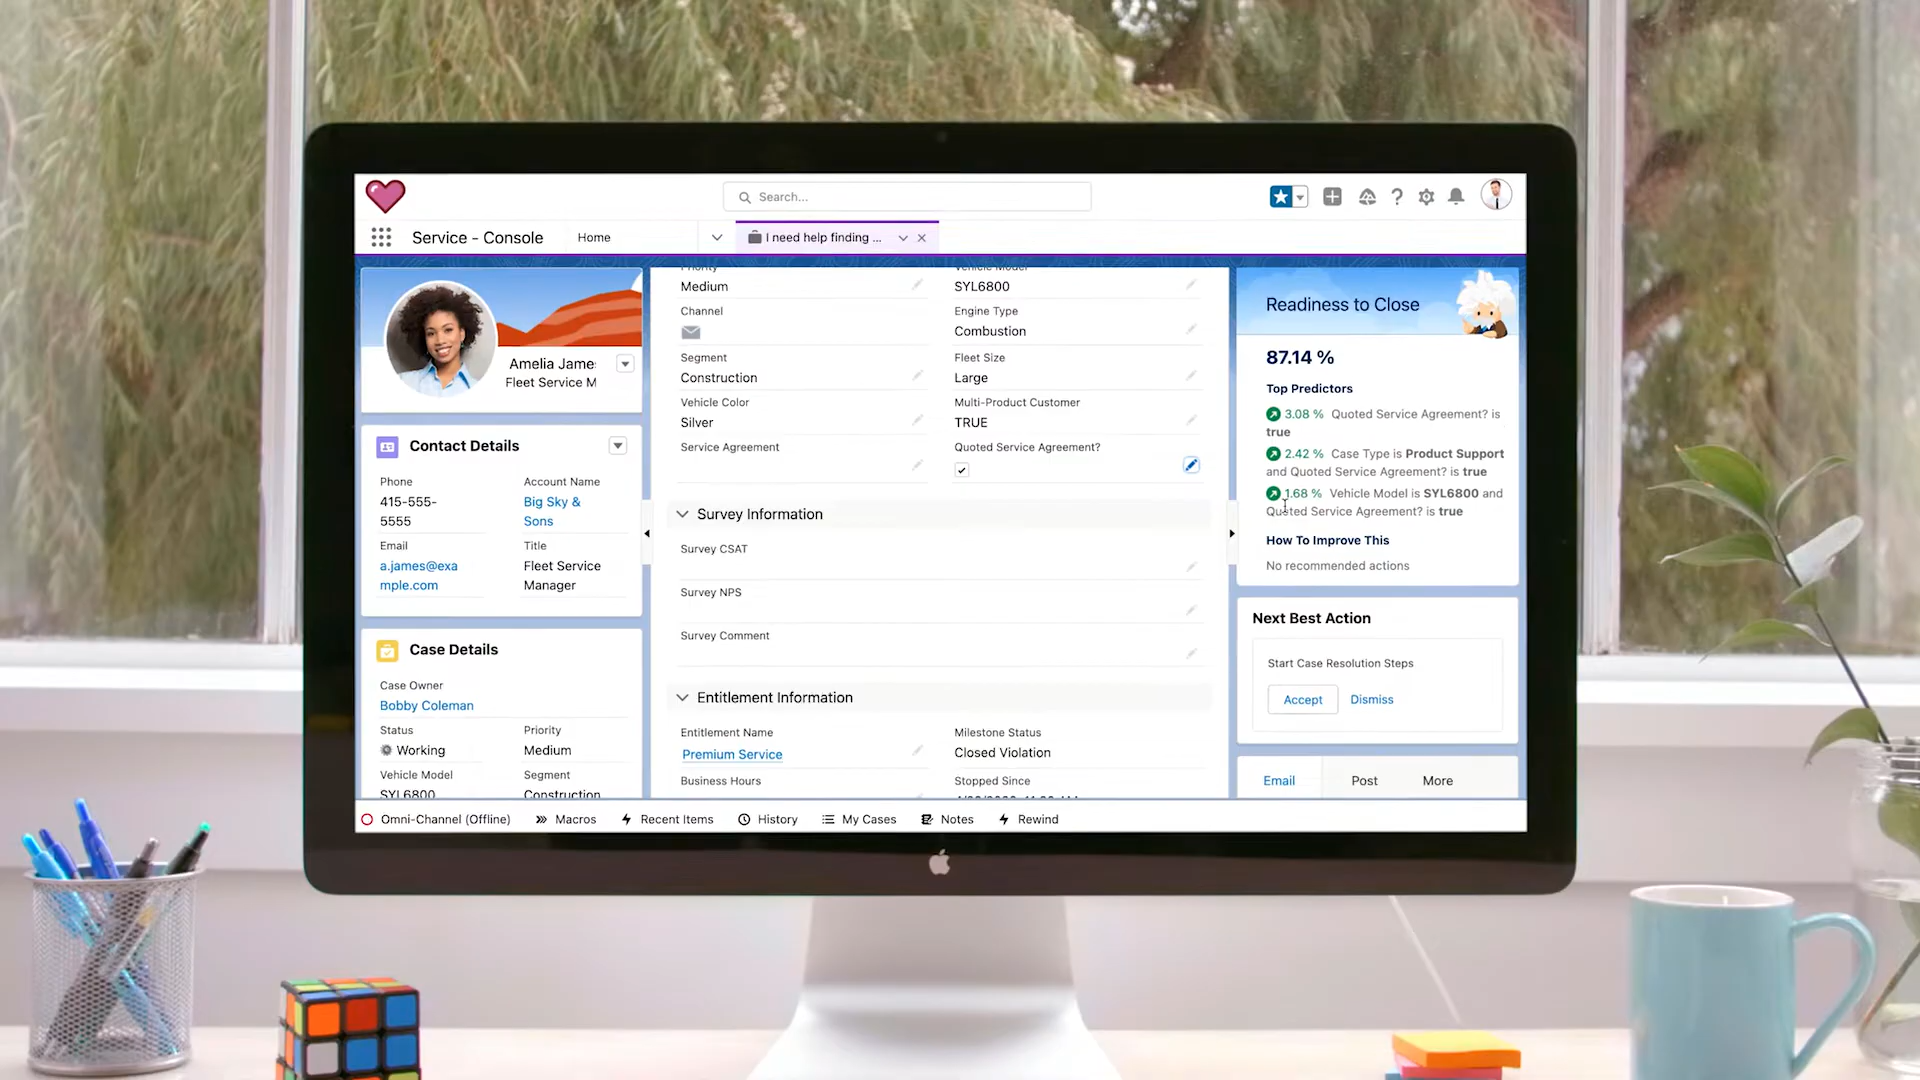 Search...
Service - Console
Home
I need help finding ...
Amelia Jame
Fleet Service M
Contact Details
Phone
415-555-
5555
Account Name
Big Sky &
Sons
Email
a.james@exa
mple.com
Title
Fleet Service
Manager
Case Details
Case Owner
Bobby Coleman
Status
Working
Priority
Medium
Vehicle Model
SYL6800
Segment
Construction
Priority
Medium
Vehicle Model
SYL6800
Channel
Engine Type
Combustion
Segment
Construction
Fleet Size
Large
Vehicle Color
Silver
Multi-Product Customer
TRUE
Service Agreement
Quoted Service Agreement?
Survey Information
Survey CSAT
Survey NPS
Survey Comment
Entitlement Information
Entitlement Name
Premium Service
Milestone Status
Closed Violation
Business Hours
Stopped Since
Readiness to Close
87.14 %
Top Predictors
3.08 % Quoted Service Agreement? is
true
2.42 % Case Type is Product Support
and Quoted Service Agreement? is true
1.68 % Vehicle Model is SYL6800 and
Quoted Service Agreement? is true
How To Improve This
No recommended actions
Next Best Action
Start Case Resolution Steps
Accept
Dismiss
Email
Post
More
Omni-Channel (Offline)
Macros
Recent Items
History
My Cases
Notes
Rewind